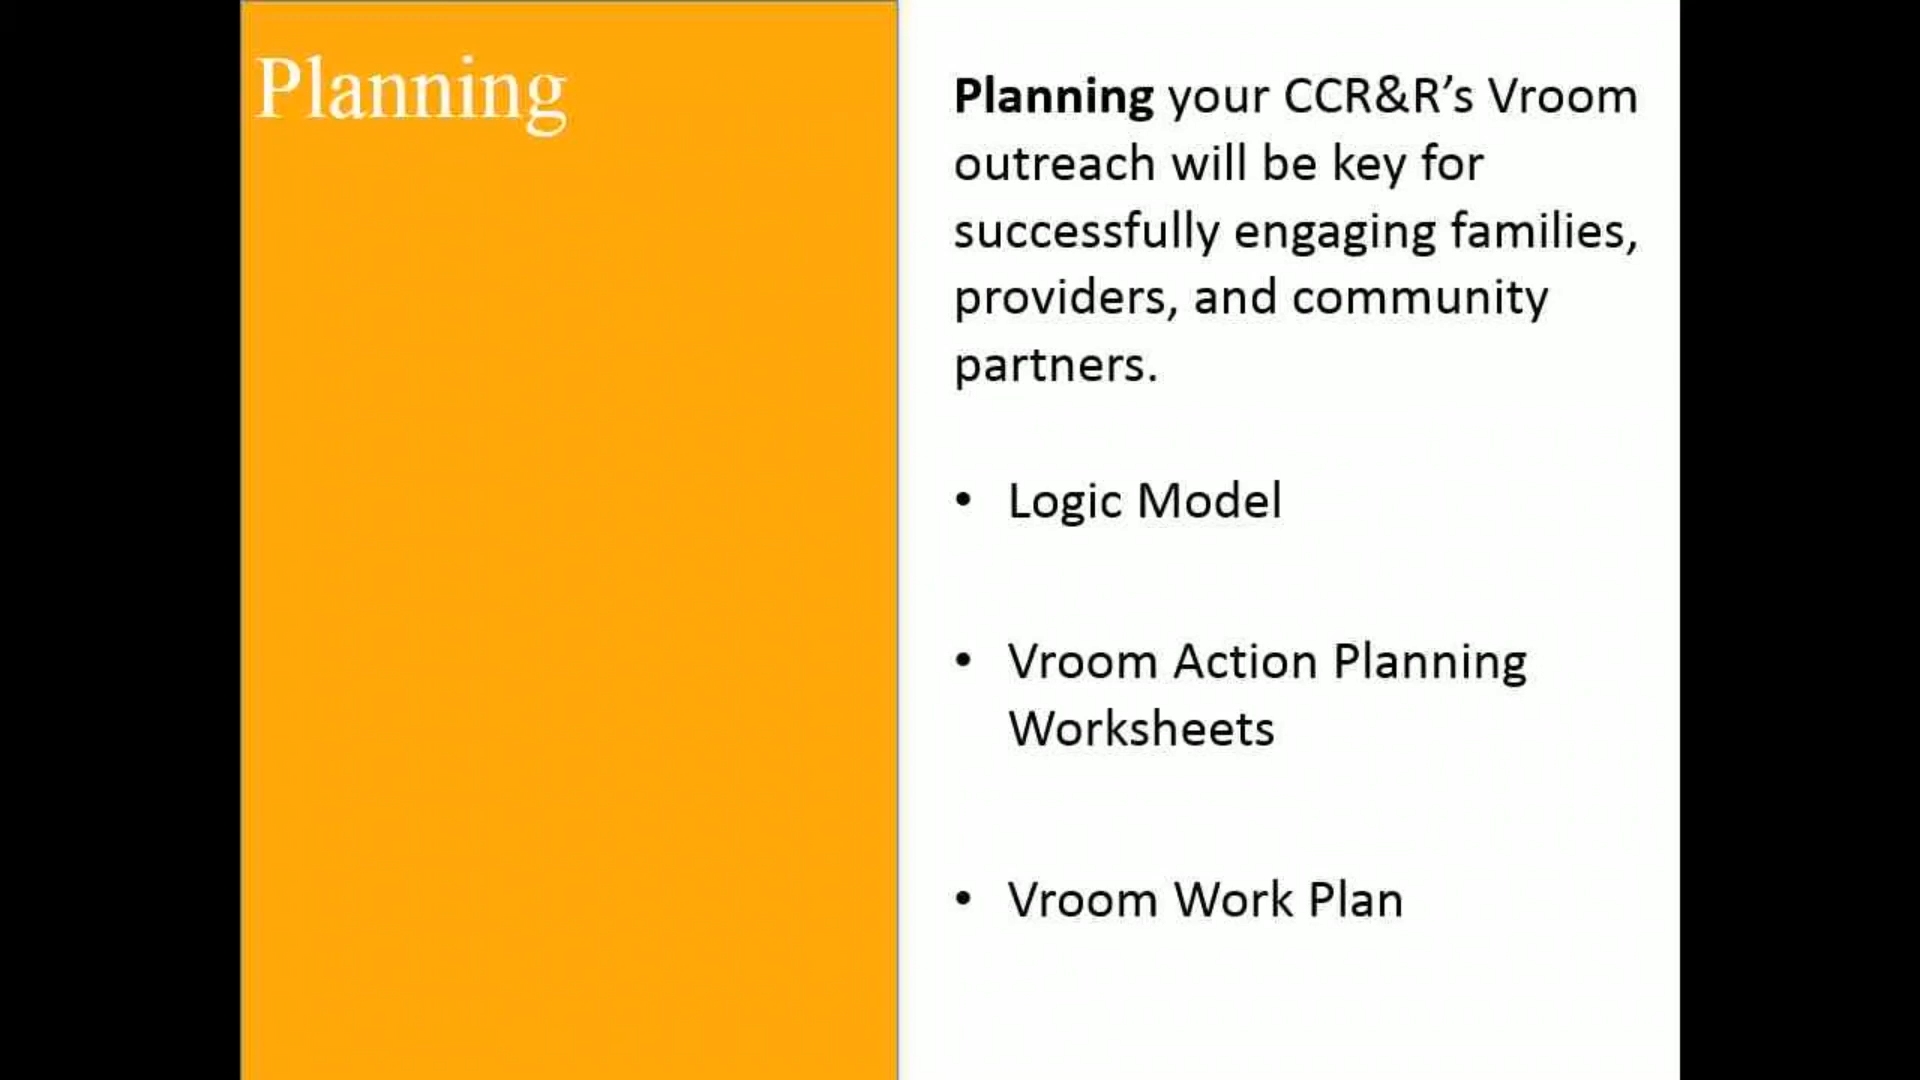 Planning
Planning your CCR&R’s Vroom
outreach will be key for
successfully engaging families,
providers, and community
partners.
• Logic Model
• Vroom Action Planning
Worksheets
• Vroom Work Plan